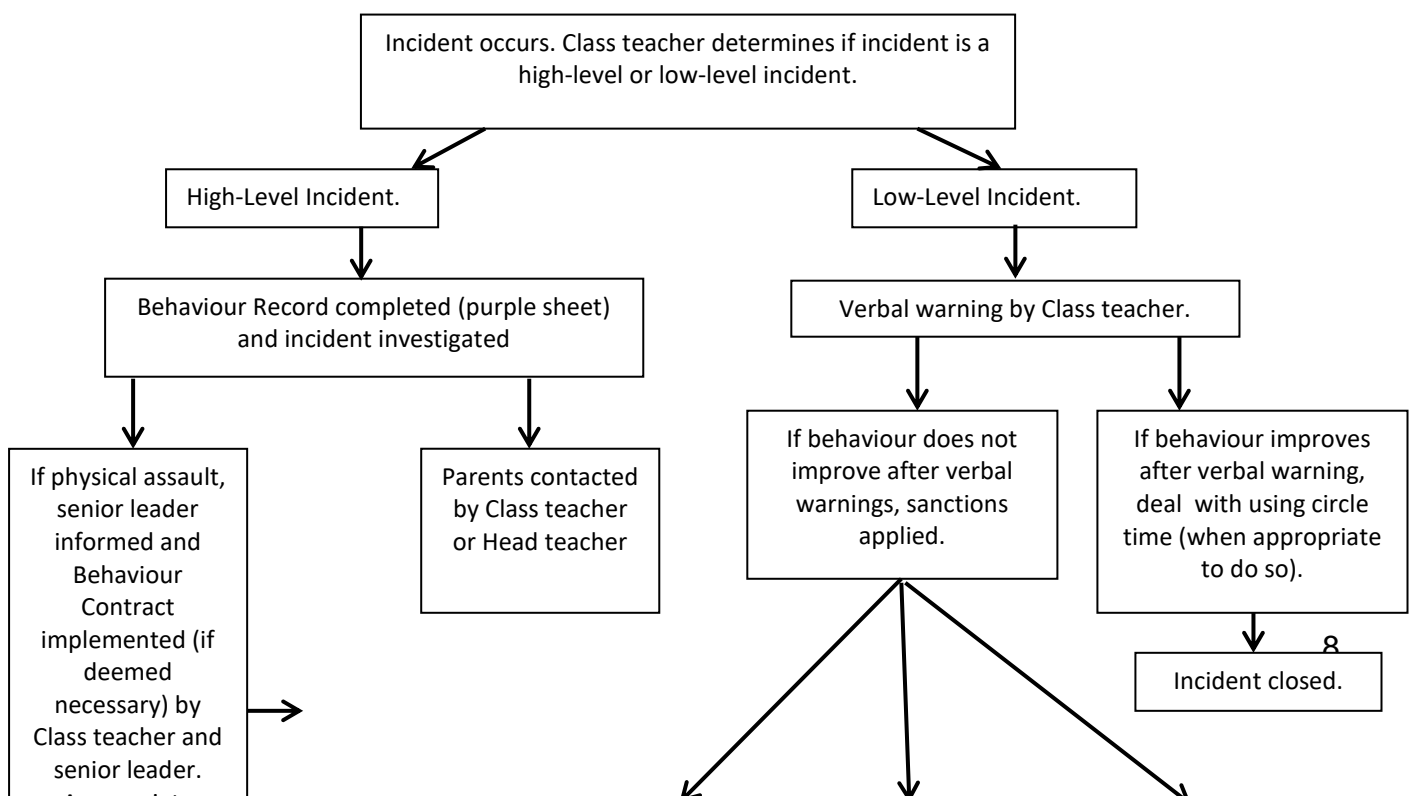 Incident occurs. Class teacher determines if incident is a
high-level or low-level incident.
High-Level Incident.
Low-Level Incident.
Behaviour Record completed (purple sheet)
and incident investigated
Verbal warning by Class teacher.
If physical assault,
senior leader
informed and
Behaviour
Contract
implemented (if
deemed
necessary) by
Class teacher and
senior leader.
Parents contacted
by Class teacher
or Head teacher
If behaviour does not
improve after verbal
warnings, sanctions
applied.
If behaviour improves
after verbal warning,
deal with using circle
time (when appropriate
to do so).
8
Incident closed.